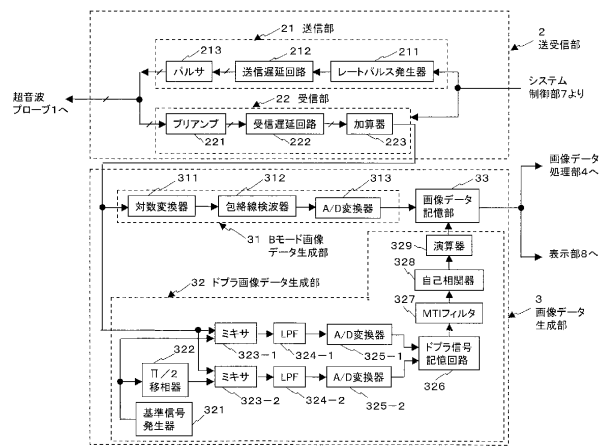 21 送信部
213
212
211
パルサ
送信遅延回路
レートパルス発生器
2
送受信部
超音波
プローブ1へ
システム
制御部7より
22 受信部
プリアンプ
受信遅延回路
加算器
221
222
223
画像データ
処理部4へ
311
312
313
33
対数変換器
包絡線検波器
A/D変換器
画像データ
記憶部
31 Bモード画像
データ生成部
329
演算器
表示部8へ
328
自己相関器
32 ドプラ画像データ生成部
327
MTIフィルタ
3
画像データ
生成部
ミキサ
LPF
A/D変換器
323-1
324-1
325-1
ドプラ信号
記憶回路
326
322
Π/2
移相器
ミキサ
LPF
A/D変換器
323-2
324-2
325-2
基準信号
発生器
321